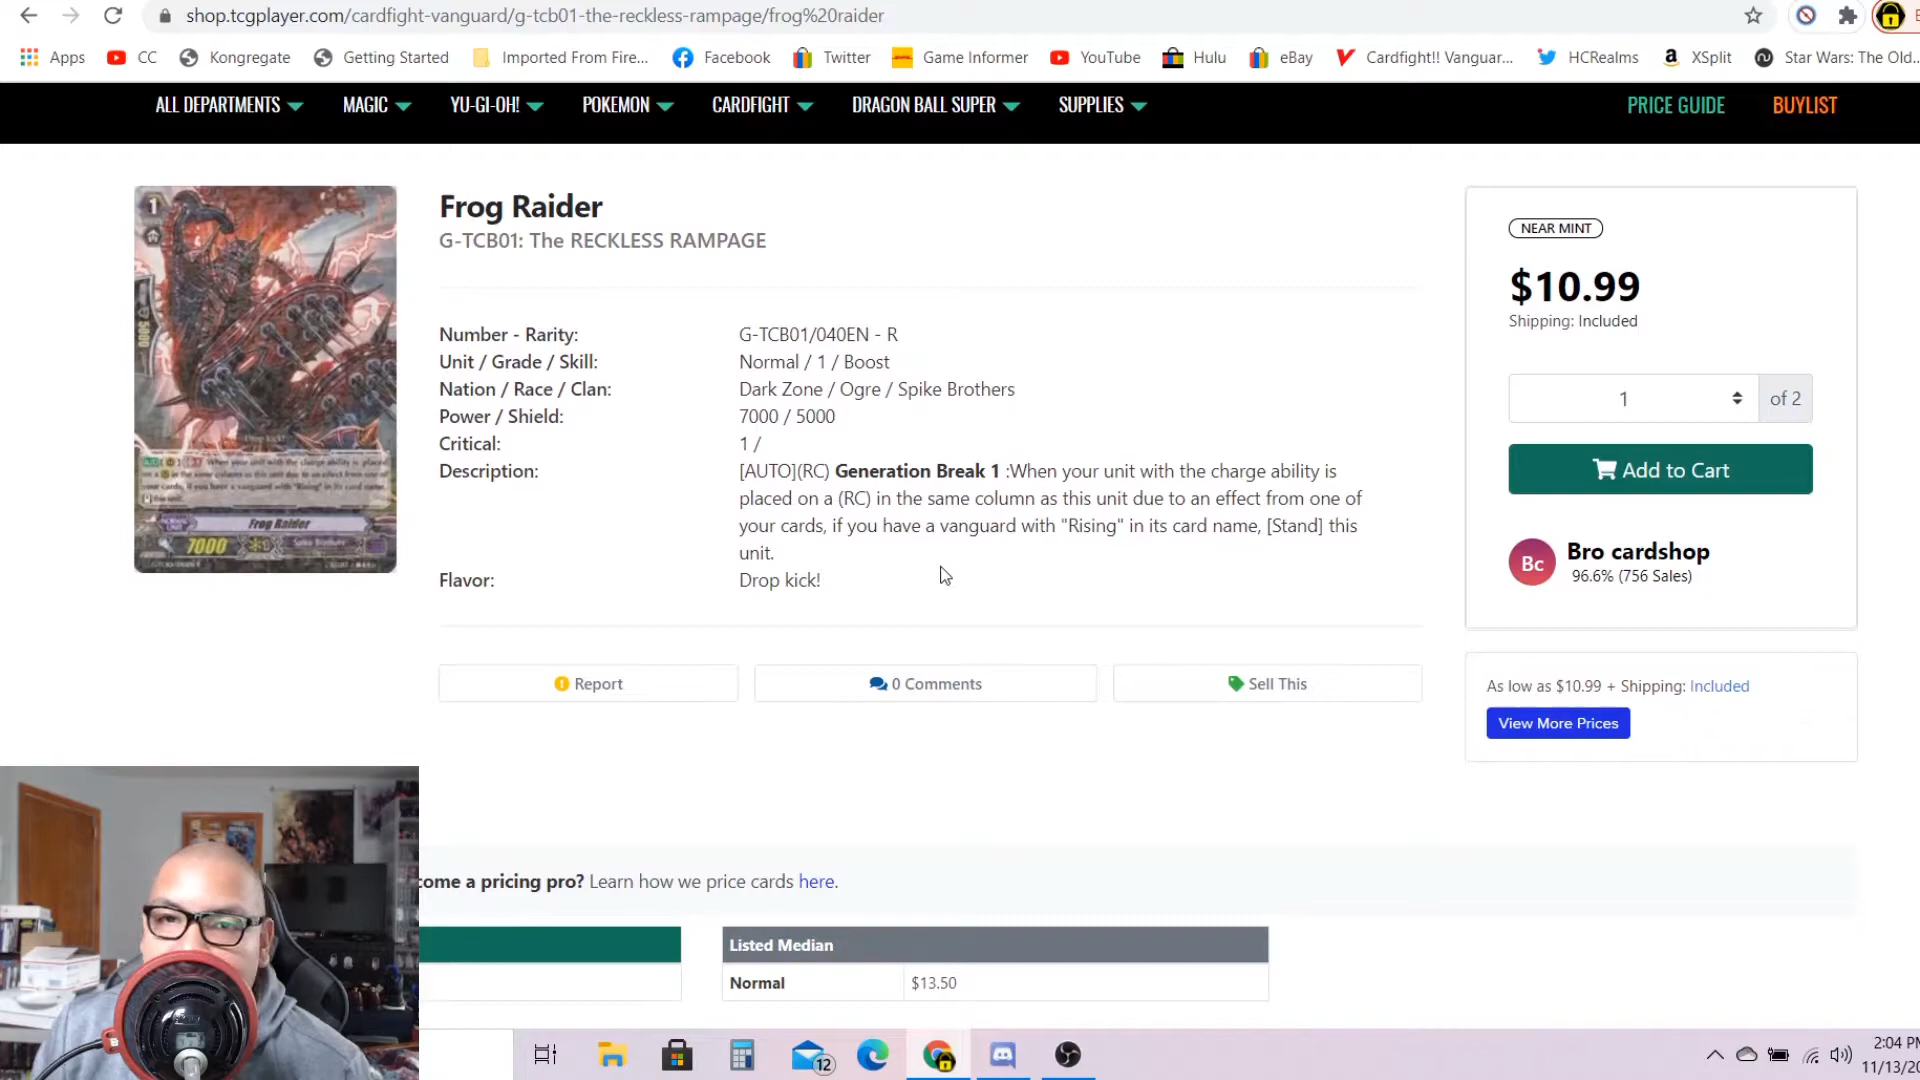 shop.tcgplayer.com/cardfight-vanguard/g-tcb01-the-reckless-rampage/frog%20raider
Apps CC Kongregate Getting Started Imported From Fire... Facebook Twitter Game Informer YouTube Hulu eBay Cardfight!! Vanguar... HCRealms XSplit Star Wars: The Old...
ALL DEPARTMENTS MAGIC YU-GI-OH! POKEMON CARDFIGHT DRAGON BALL SUPER SUPPLIES PRICE GUIDE BUYLIST
1
5000
Drop kick!
Frog Raider
7000
Spike Brothers
Frog Raider
G-TCB01: The RECKLESS RAMPAGE
Number - Rarity: G-TCB01/040EN - R
Unit / Grade / Skill: Normal / 1 / Boost
Nation / Race / Clan: Dark Zone / Ogre / Spike Brothers
Power / Shield: 7000 / 5000
Critical: 1 /
Description: [AUTO](RC) Generation Break 1 :When your unit with the charge ability is
placed on a (RC) in the same column as this unit due to an effect from one of
your cards, if you have a vanguard with "Rising" in its card name, [Stand] this
unit.
Flavor: Drop kick!
Report 0 Comments Sell This
NEAR MINT
$10.99
Shipping: Included
1 of 2
Add to Cart
Bc Bro cardshop
96.6% (756 Sales)
As low as $10.99 + Shipping: Included
View More Prices
come a pricing pro? Learn how we price cards here.
Listed Median
Normal $13.50
12
2:04 PM
11/13/20